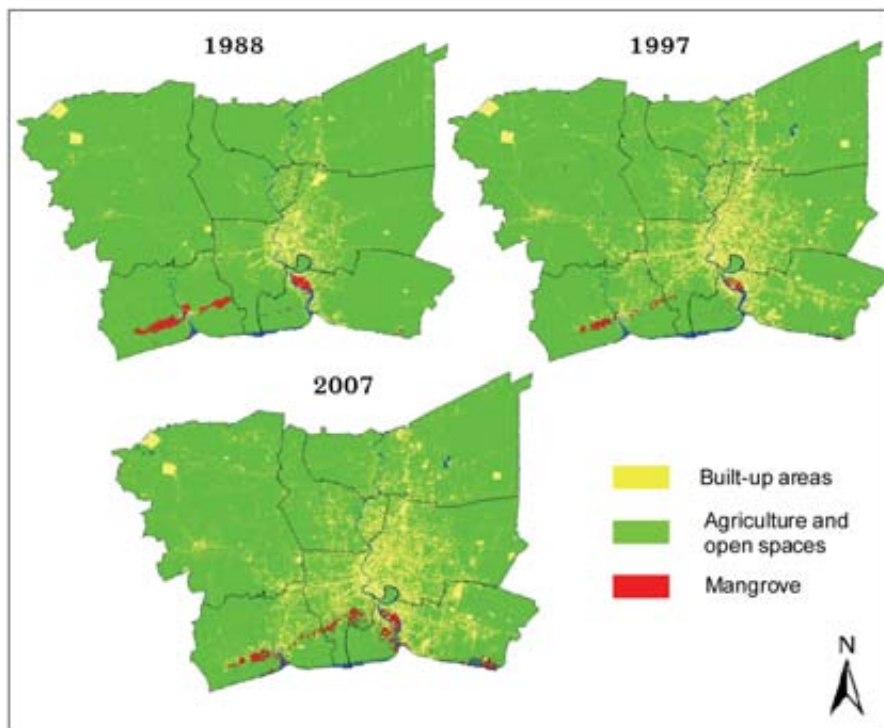 1988
1997
2007
Built-up areas
Agriculture and
open spaces
Mangrove
N